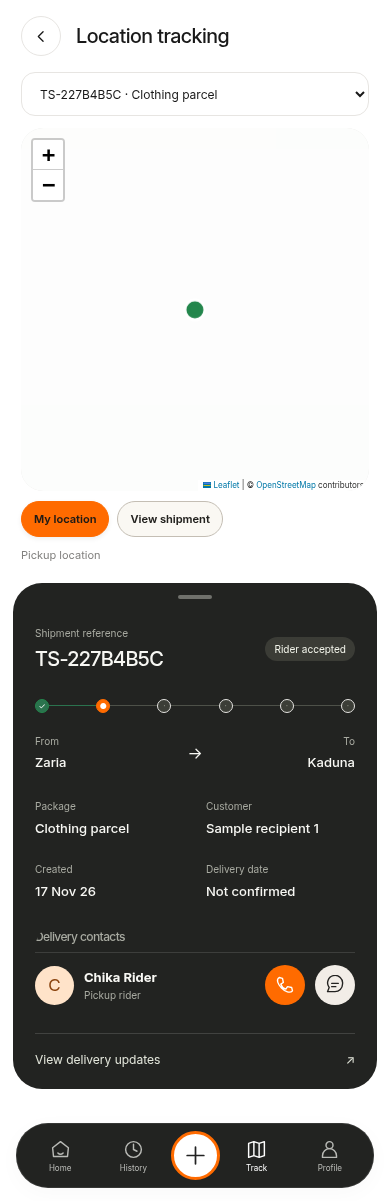 Location tracking
TS-227B4B5C · Clothing parcel
+
−
Leaflet | © OpenStreetMap contributors
My location
View shipment
Pickup location
Shipment reference
TS-227B4B5C
Rider accepted
From
To
Zaria
→
Kaduna
Package
Customer
Clothing parcel
Sample recipient 1
Created
Delivery date
17 Nov 26
Not confirmed
Delivery contacts
C
Chika Rider
Pickup rider
View delivery updates
Home
History
Track
Profile